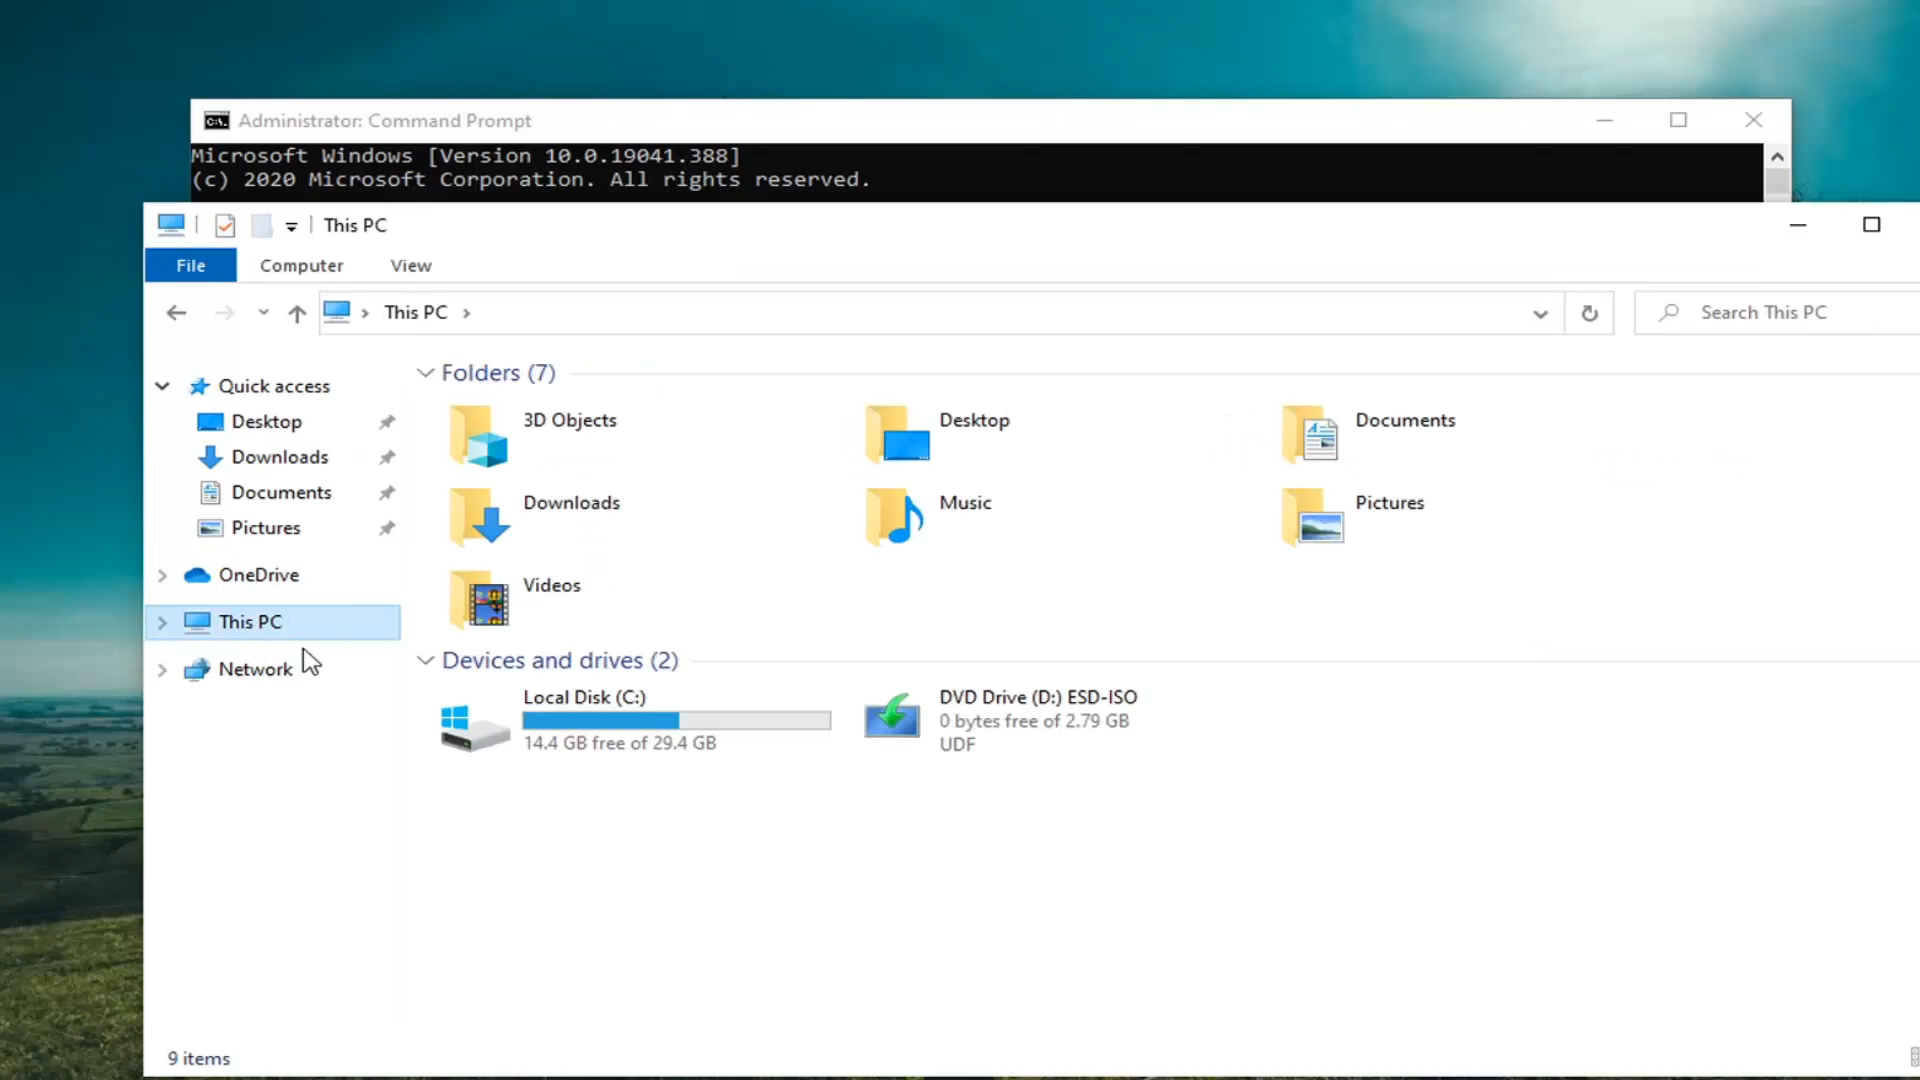 Administrator: Command Prompt
Microsoft Windows [Version 10.0.19041.388]
(c) 2020 Microsoft Corporation. All rights reserved.
This PC
File Computer View
This PC
Search This PC
Quick access
Desktop
Downloads
Documents
Pictures
OneDrive
This PC
Network
Folders (7)
3D Objects
Desktop
Documents
Downloads
Music
Pictures
Videos
Devices and drives (2)
Local Disk (C:)
14.4 GB free of 29.4 GB
DVD Drive (D:) ESD-ISO
0 bytes free of 2.79 GB
UDF
9 items